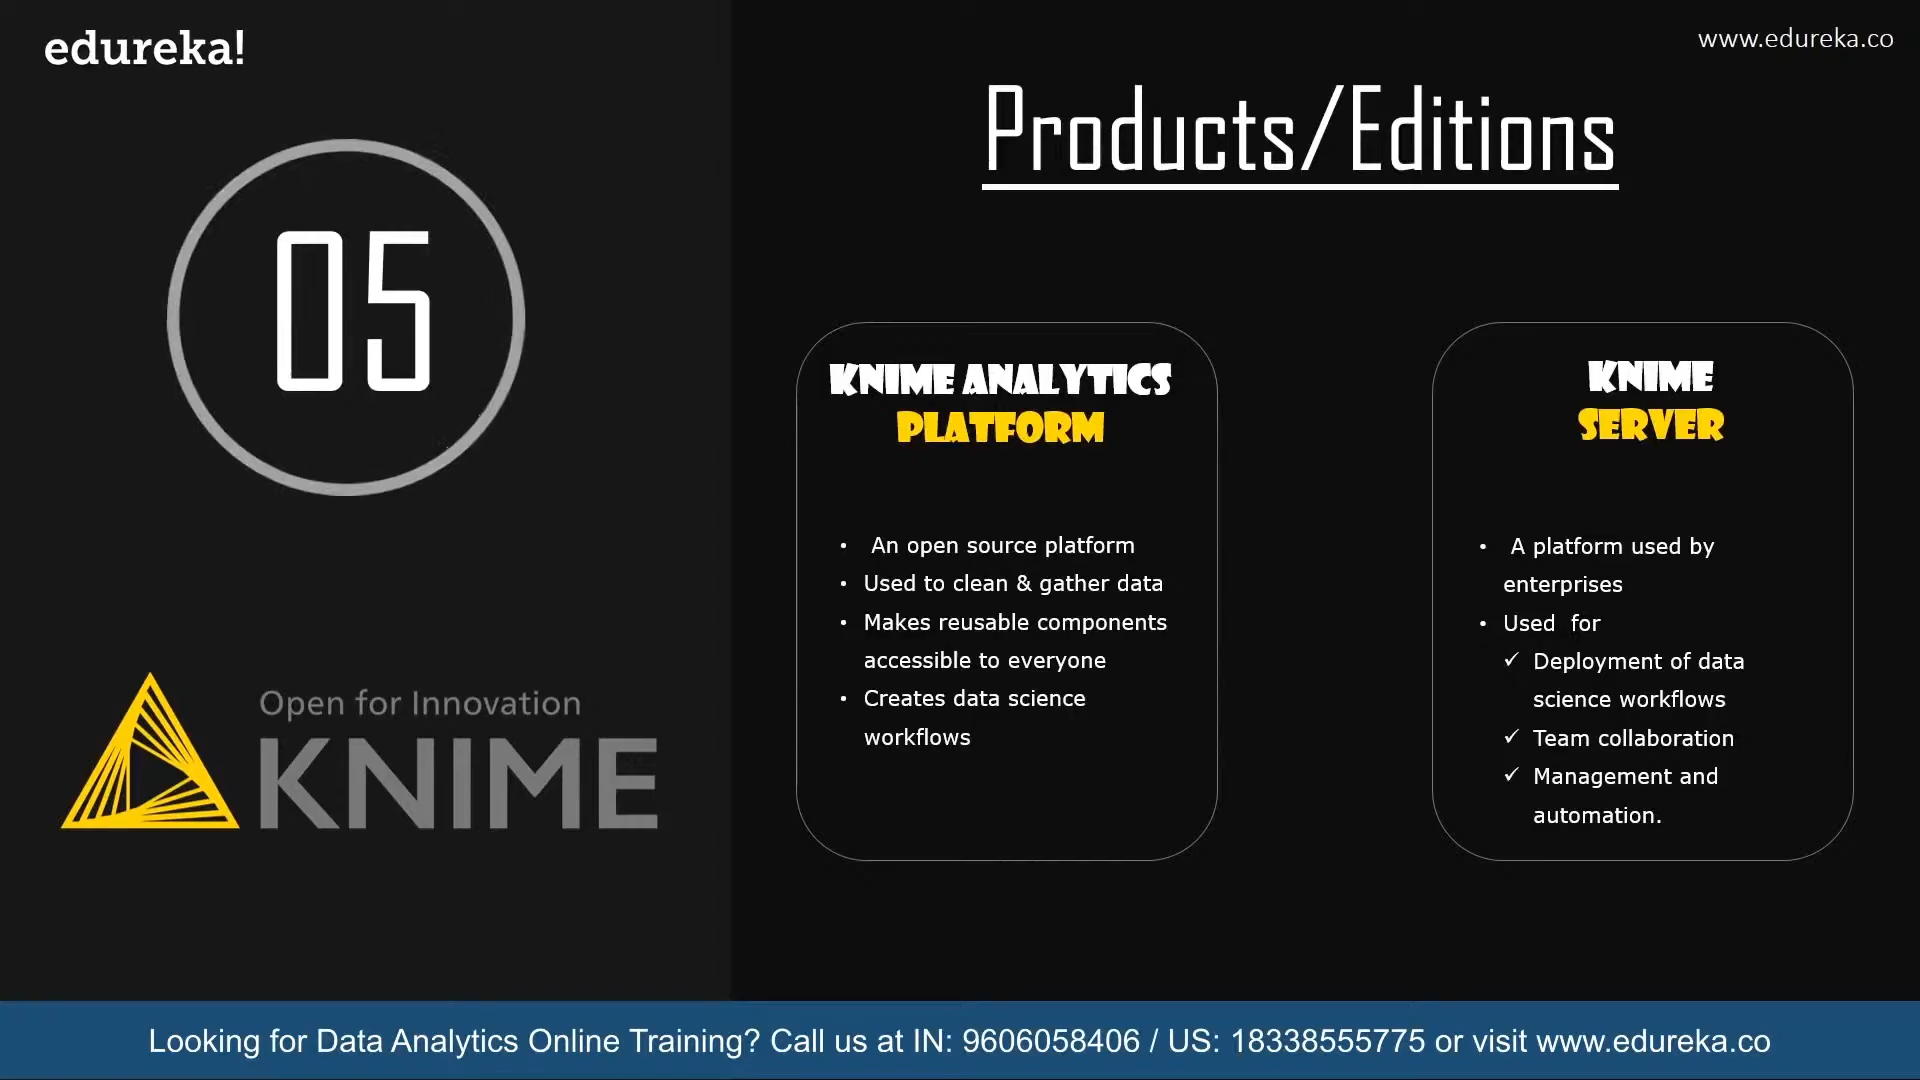 edureka!
www.edureka.co
Products/Editions
05
KNIME ANALYTICS
PLATFORM
• An open source platform
• Used to clean & gather data
• Makes reusable components
accessible to everyone
• Creates data science
workflows
KNIME
SERVER
• A platform used by
enterprises
• Used for
✓ Deployment of data
science workflows
✓ Team collaboration
✓ Management and
automation.
Open for Innovation
KNIME
Looking for Data Analytics Online Training? Call us at IN: 9606058406 / US: 18338555775 or visit www.edureka.co